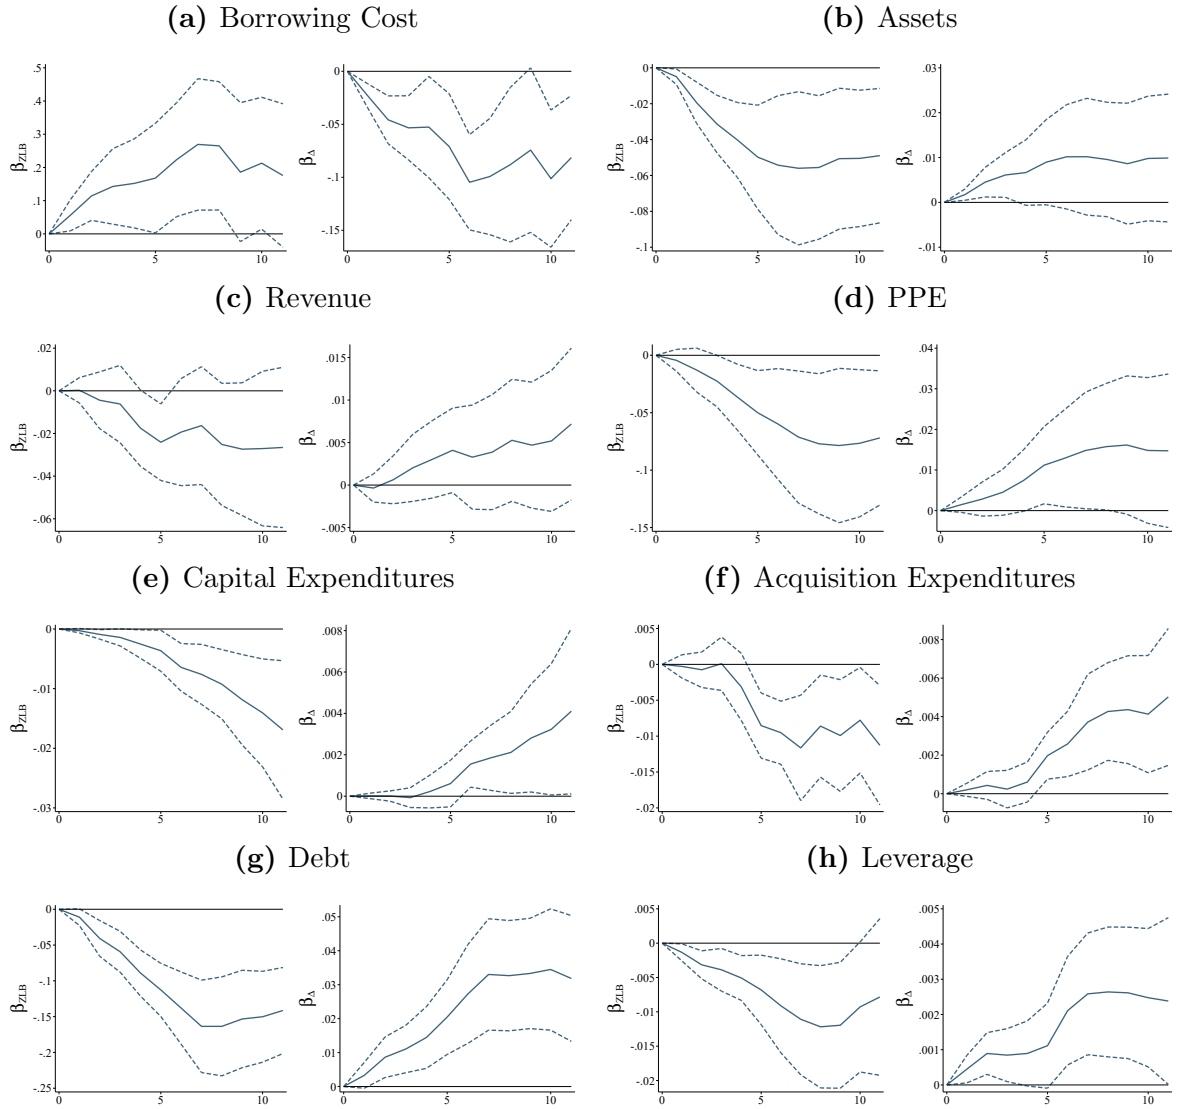 (a) Borrowing Cost
(b) Assets
.5
.4
.3
.2
.1
0
β_ZLB
0 5 10
0
-.05
-.1
-.15
β_Δ
0 5 10
0
-.02
-.04
-.06
-.08
-.1
β_ZLB
0 5 10
.03
.02
.01
0
-.01
β_Δ
0 5 10
(c) Revenue
(d) PPE
.02
0
-.02
-.04
-.06
β_ZLB
0 5 10
.015
.01
.005
0
-.005
β_Δ
0 5 10
0
-.05
-.1
-.15
β_ZLB
0 5 10
.04
.03
.02
.01
0
β_Δ
0 5 10
(e) Capital Expenditures
(f) Acquisition Expenditures
0
-.01
-.02
-.03
β_ZLB
0 5 10
.008
.006
.004
.002
0
β_Δ
0 5 10
.005
0
-.005
-.01
-.015
-.02
β_ZLB
0 5 10
.008
.006
.004
.002
0
β_Δ
0 5 10
(g) Debt
(h) Leverage
0
-.05
-.1
-.15
-.2
-.25
β_ZLB
0 5 10
.05
.04
.03
.02
.01
0
β_Δ
0 5 10
.005
0
-.005
-.01
-.015
-.02
β_ZLB
0 5 10
.005
.004
.003
.002
.001
0
β_Δ
0 5 10